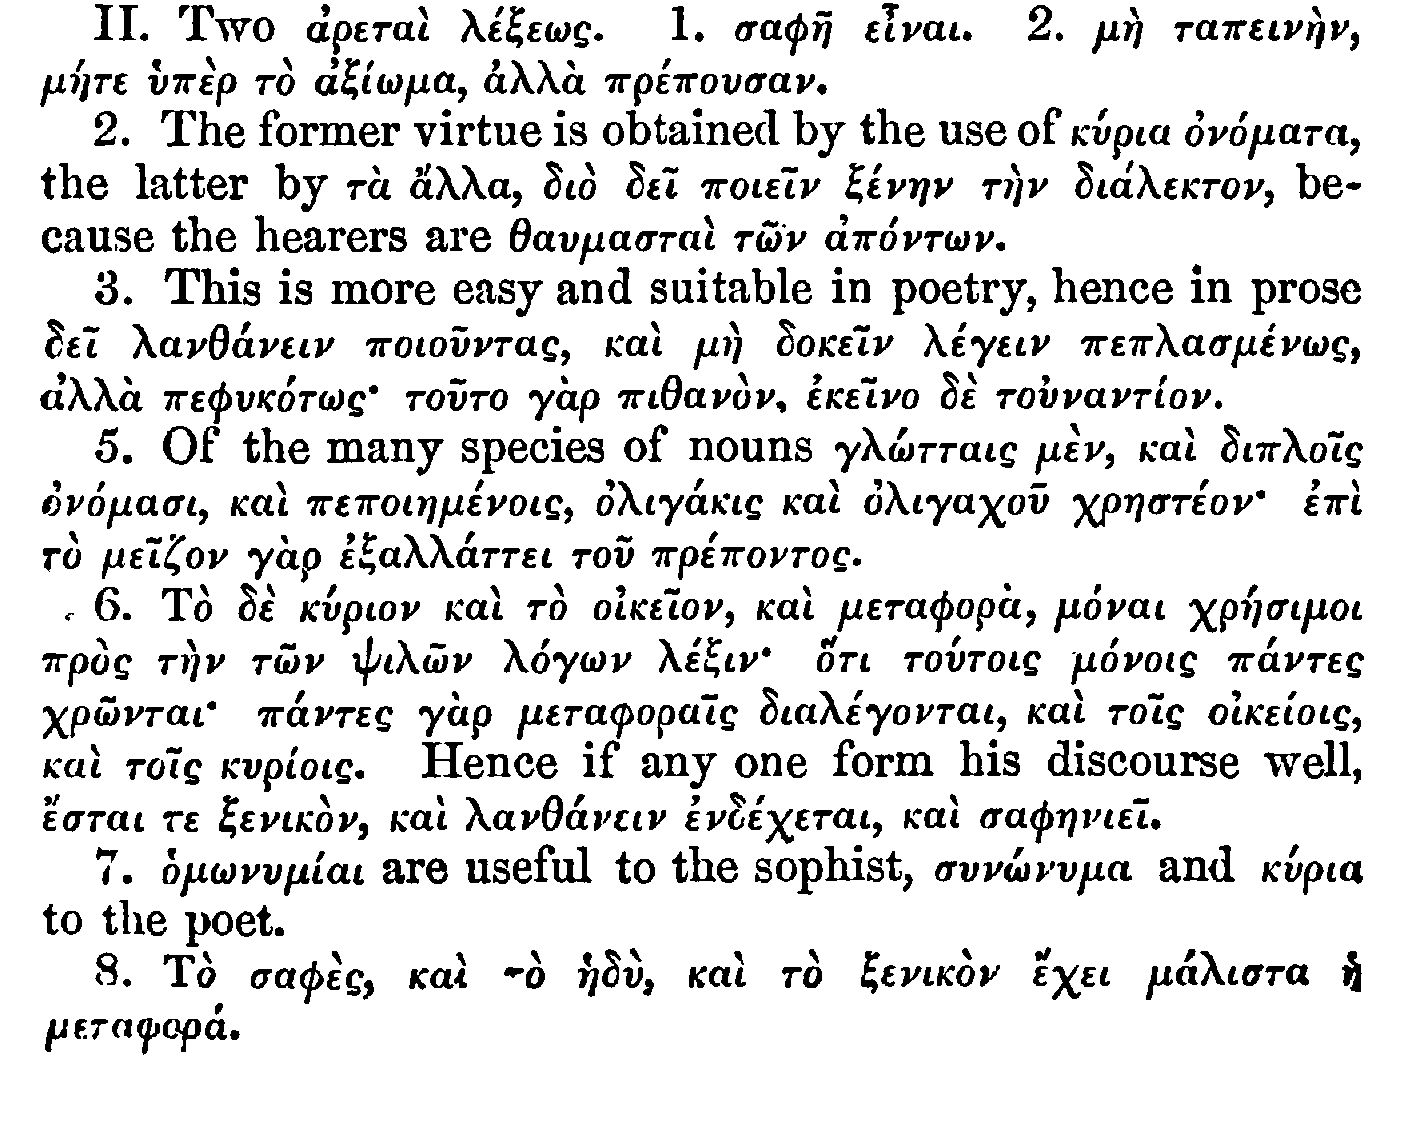 II. Two ἀρεταὶ λέξεως. 1. σαφῆ εἶναι. 2. μὴ ταπεινὴν,
μήτε ὑπὲρ τὸ ἀξίωμα, ἀλλὰ πρέπουσαν.
2. The former virtue is obtained by the use of κύρια ὀνόματα,
the latter by τὰ ἄλλα, διὸ δεῖ ποιεῖν ξένην τὴν διάλεκτον, be-
cause the hearers are θαυμασταὶ τῶν ἀπόντων.
3. This is more easy and suitable in poetry, hence in prose
δεῖ λανθάνειν ποιοῦντας, καὶ μὴ δοκεῖν λέγειν πεπλασμένως,
ἀλλὰ πεφυκότως· τοῦτο γὰρ πιθανὸν, ἐκεῖνο δὲ τοὐναντίον.
5. Of the many species of nouns γλώτταις μὲν, καὶ διπλοῖς
ὀνόμασι, καὶ πεποιημένοις, ὀλιγάκις καὶ ὀλιγαχοῦ χρηστέον· ἐπὶ
τὸ μεῖζον γὰρ ἐξαλλάττει τοῦ πρέποντος.
6. Τὸ δὲ κύριον καὶ τὸ οἰκεῖον, καὶ μεταφορὰ, μόναι χρήσιμοι
πρὸς τὴν τῶν ψιλῶν λόγων λέξιν· ὅτι τούτοις μόνοις πάντες
χρῶνται· πάντες γὰρ μεταφοραῖς διαλέγονται, καὶ τοῖς οἰκείοις,
καὶ τοῖς κυρίοις. Hence if any one form his discourse well,
ἔσται τε ξενικὸν, καὶ λανθάνειν ἐνδέχεται, καὶ σαφηνιεῖ.
7. ὁμωνυμίαι are useful to the sophist, συνώνυμα and κύρια
to the poet.
8. Τὸ σαφὲς, καὶ τὸ ἡδὺ, καὶ τὸ ξενικὸν ἔχει μάλιστα ἡ
μεταφορά.